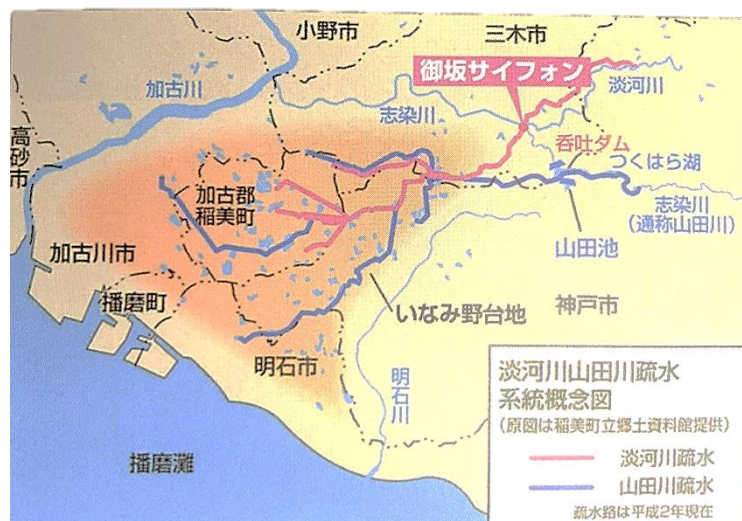 小野市
三木市
御坂サイフォン
加古川
淡河川
志染川
高砂市
呑吐ダム
つくはら湖
加古郡
稲美町
志染川
(通称山田川)
加古川市
山田池
播磨町
いなみ野台地
神戸市
明石市
明石川
淡河川山田川疏水
系統概念図
(原図は稲美町立郷土資料館提供)
播磨灘
淡河川疏水
山田川疏水
疏水路は平成2年現在